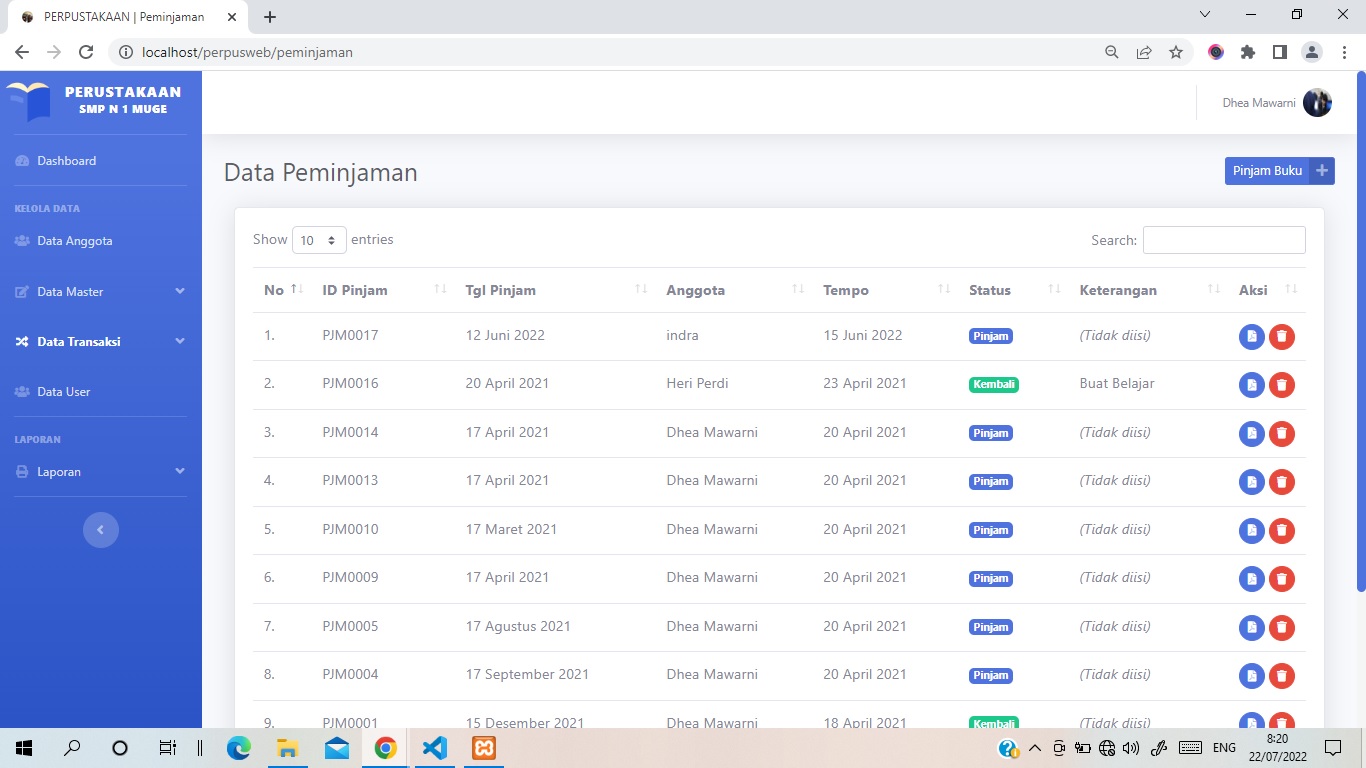 PERPUSTAKAAN | Peminjaman
localhost/perpusweb/peminjaman
PERUSTAKAAN
SMP N 1 MUGE
Dhea Mawarni
Dashboard
KELOLA DATA
Data Anggota
Data Master
Data Transaksi
Data User
LAPORAN
Laporan
Data Peminjaman
Pinjam Buku
Show 10 entries
Search:
No ID Pinjam Tgl Pinjam Anggota Tempo Status Keterangan Aksi
1. PJM0017 12 Juni 2022 indra 15 Juni 2022 Pinjam (Tidak diisi)
2. PJM0016 20 April 2021 Heri Perdi 23 April 2021 Kembali Buat Belajar
3. PJM0014 17 April 2021 Dhea Mawarni 20 April 2021 Pinjam (Tidak diisi)
4. PJM0013 17 April 2021 Dhea Mawarni 20 April 2021 Pinjam (Tidak diisi)
5. PJM0010 17 Maret 2021 Dhea Mawarni 20 April 2021 Pinjam (Tidak diisi)
6. PJM0009 17 April 2021 Dhea Mawarni 20 April 2021 Pinjam (Tidak diisi)
7. PJM0005 17 Agustus 2021 Dhea Mawarni 20 April 2021 Pinjam (Tidak diisi)
8. PJM0004 17 September 2021 Dhea Mawarni 20 April 2021 Pinjam (Tidak diisi)
9. PJM0001 15 Desember 2021 Dhea Mawarni 18 April 2021 Kembali (Tidak diisi)
ENG
8:20
22/07/2022